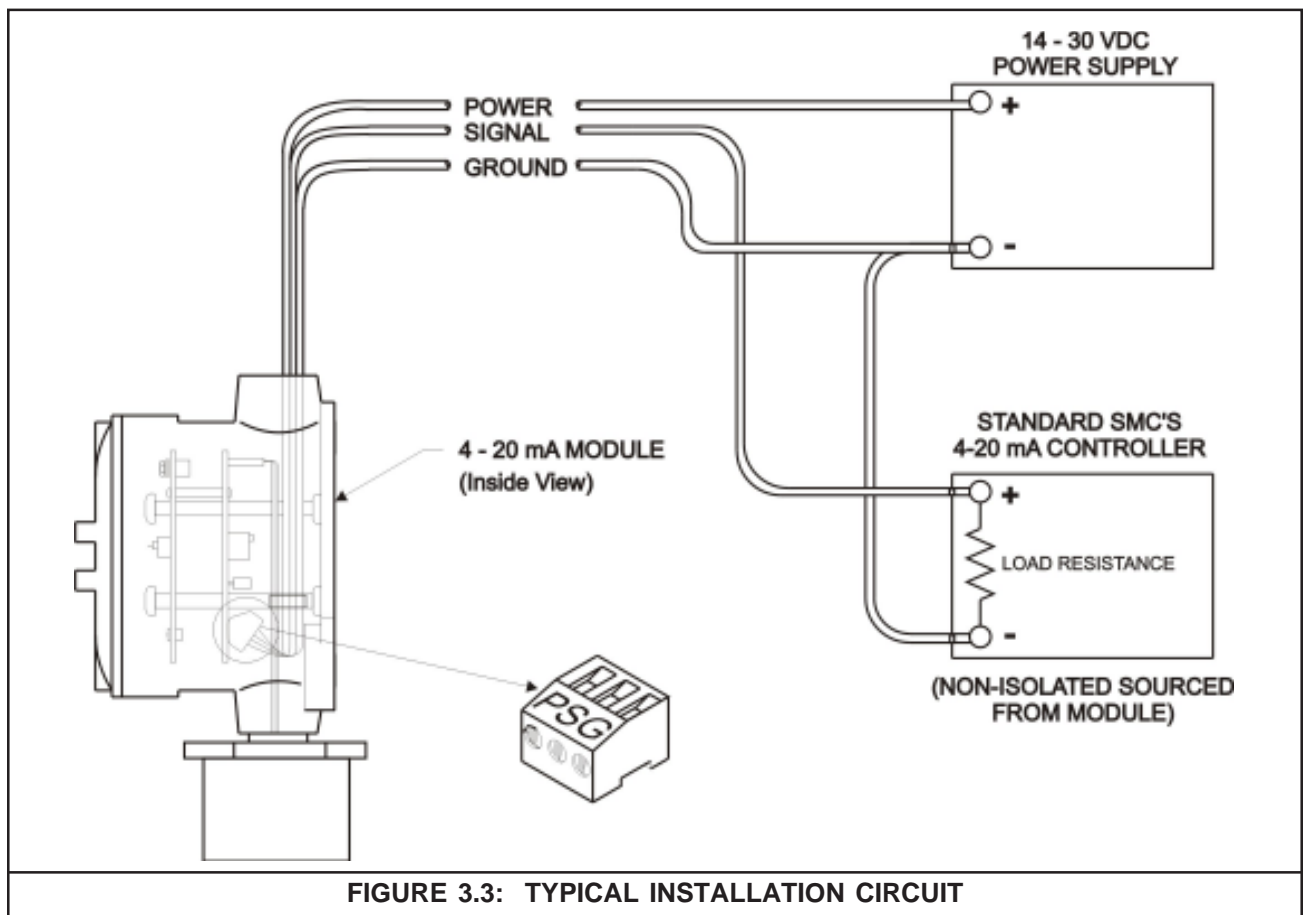 14 - 30 VDC
POWER SUPPLY
+
-
POWER
SIGNAL
GROUND
4 - 20 mA MODULE
(Inside View)
STANDARD SMC'S
4-20 mA CONTROLLER
+
LOAD RESISTANCE
-
(NON-ISOLATED SOURCED
FROM MODULE)
PSG
FIGURE 3.3: TYPICAL INSTALLATION CIRCUIT